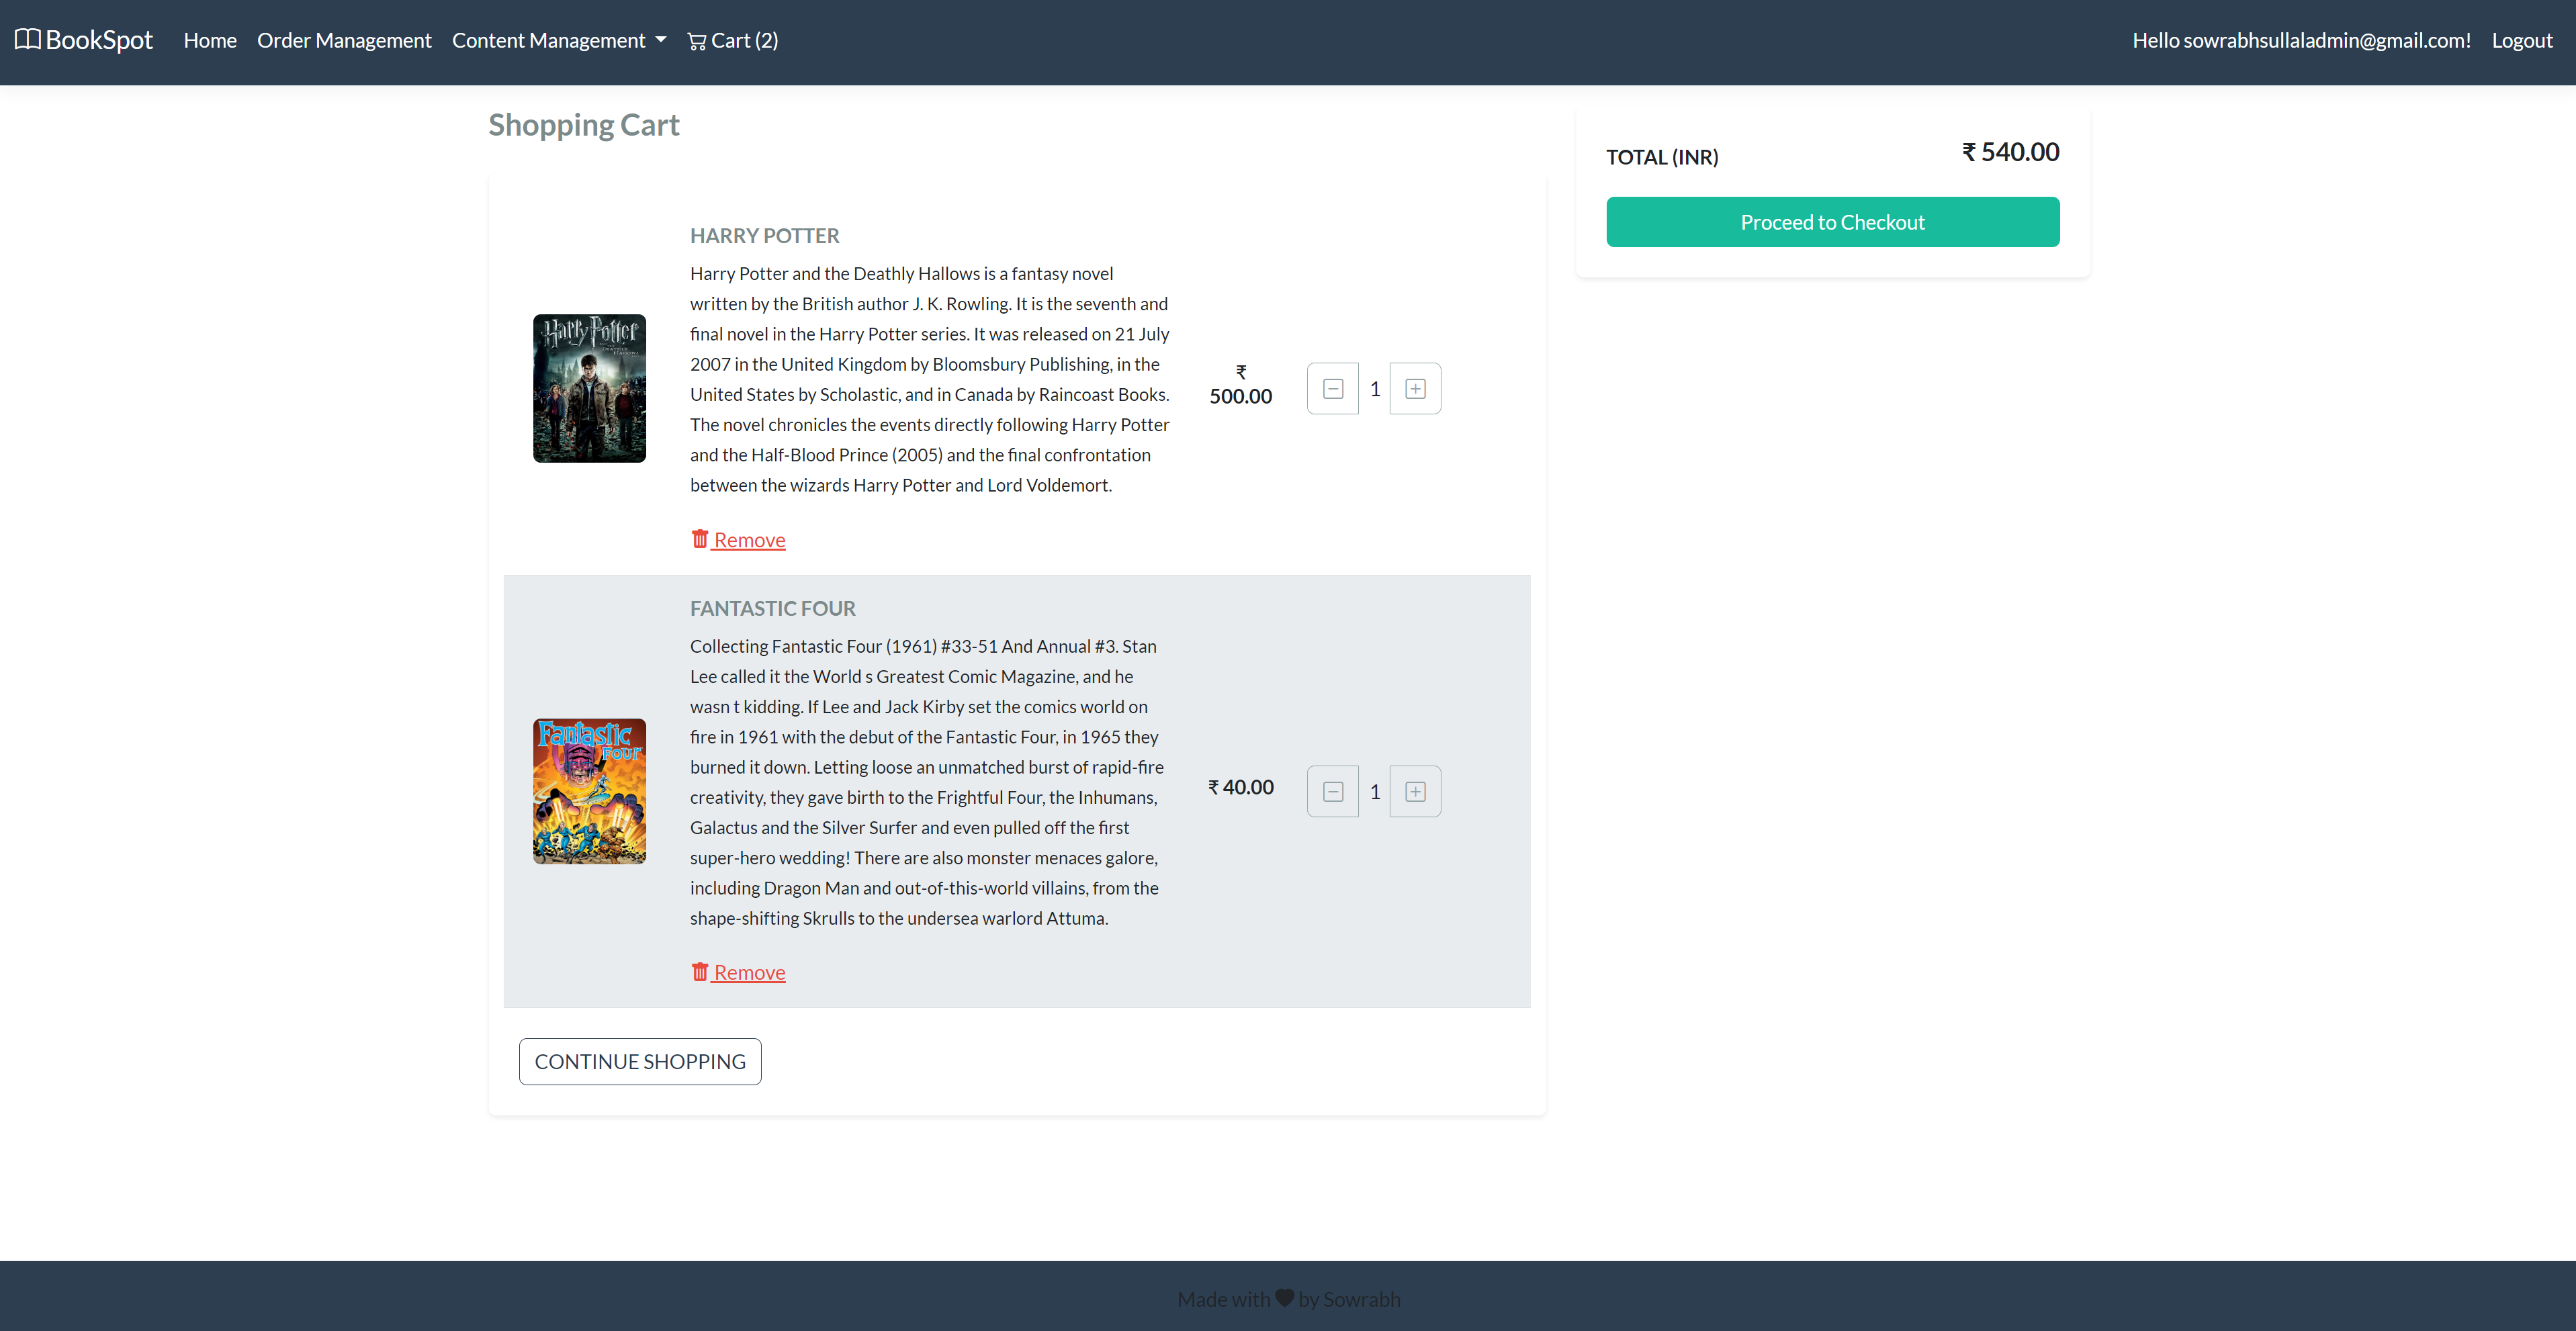 BookSpot Home Order Management Content Management Cart (2) Hello sowrabhsullaladmin@gmail.com! Logout
Shopping Cart
HARRY POTTER
Harry Potter and the Deathly Hallows is a fantasy novel
written by the British author J. K. Rowling. It is the seventh and
final novel in the Harry Potter series. It was released on 21 July
2007 in the United Kingdom by Bloomsbury Publishing, in the
United States by Scholastic, and in Canada by Raincoast Books.
The novel chronicles the events directly following Harry Potter
and the Half-Blood Prince (2005) and the final confrontation
between the wizards Harry Potter and Lord Voldemort.
Remove
Harry Potter
₹
500.00
1
FANTASTIC FOUR
Collecting Fantastic Four (1961) #33-51 And Annual #3. Stan
Lee called it the World s Greatest Comic Magazine, and he
wasn t kidding. If Lee and Jack Kirby set the comics world on
fire in 1961 with the debut of the Fantastic Four, in 1965 they
burned it down. Letting loose an unmatched burst of rapid-fire
creativity, they gave birth to the Frightful Four, the Inhumans,
Galactus and the Silver Surfer and even pulled off the first
super-hero wedding! There are also monster menaces galore,
including Dragon Man and out-of-this-world villains, from the
shape-shifting Skrulls to the undersea warlord Attuma.
Remove
Fantastic
Four
₹ 40.00
1
CONTINUE SHOPPING
TOTAL (INR) ₹ 540.00
Proceed to Checkout
Made with by Sowrabh